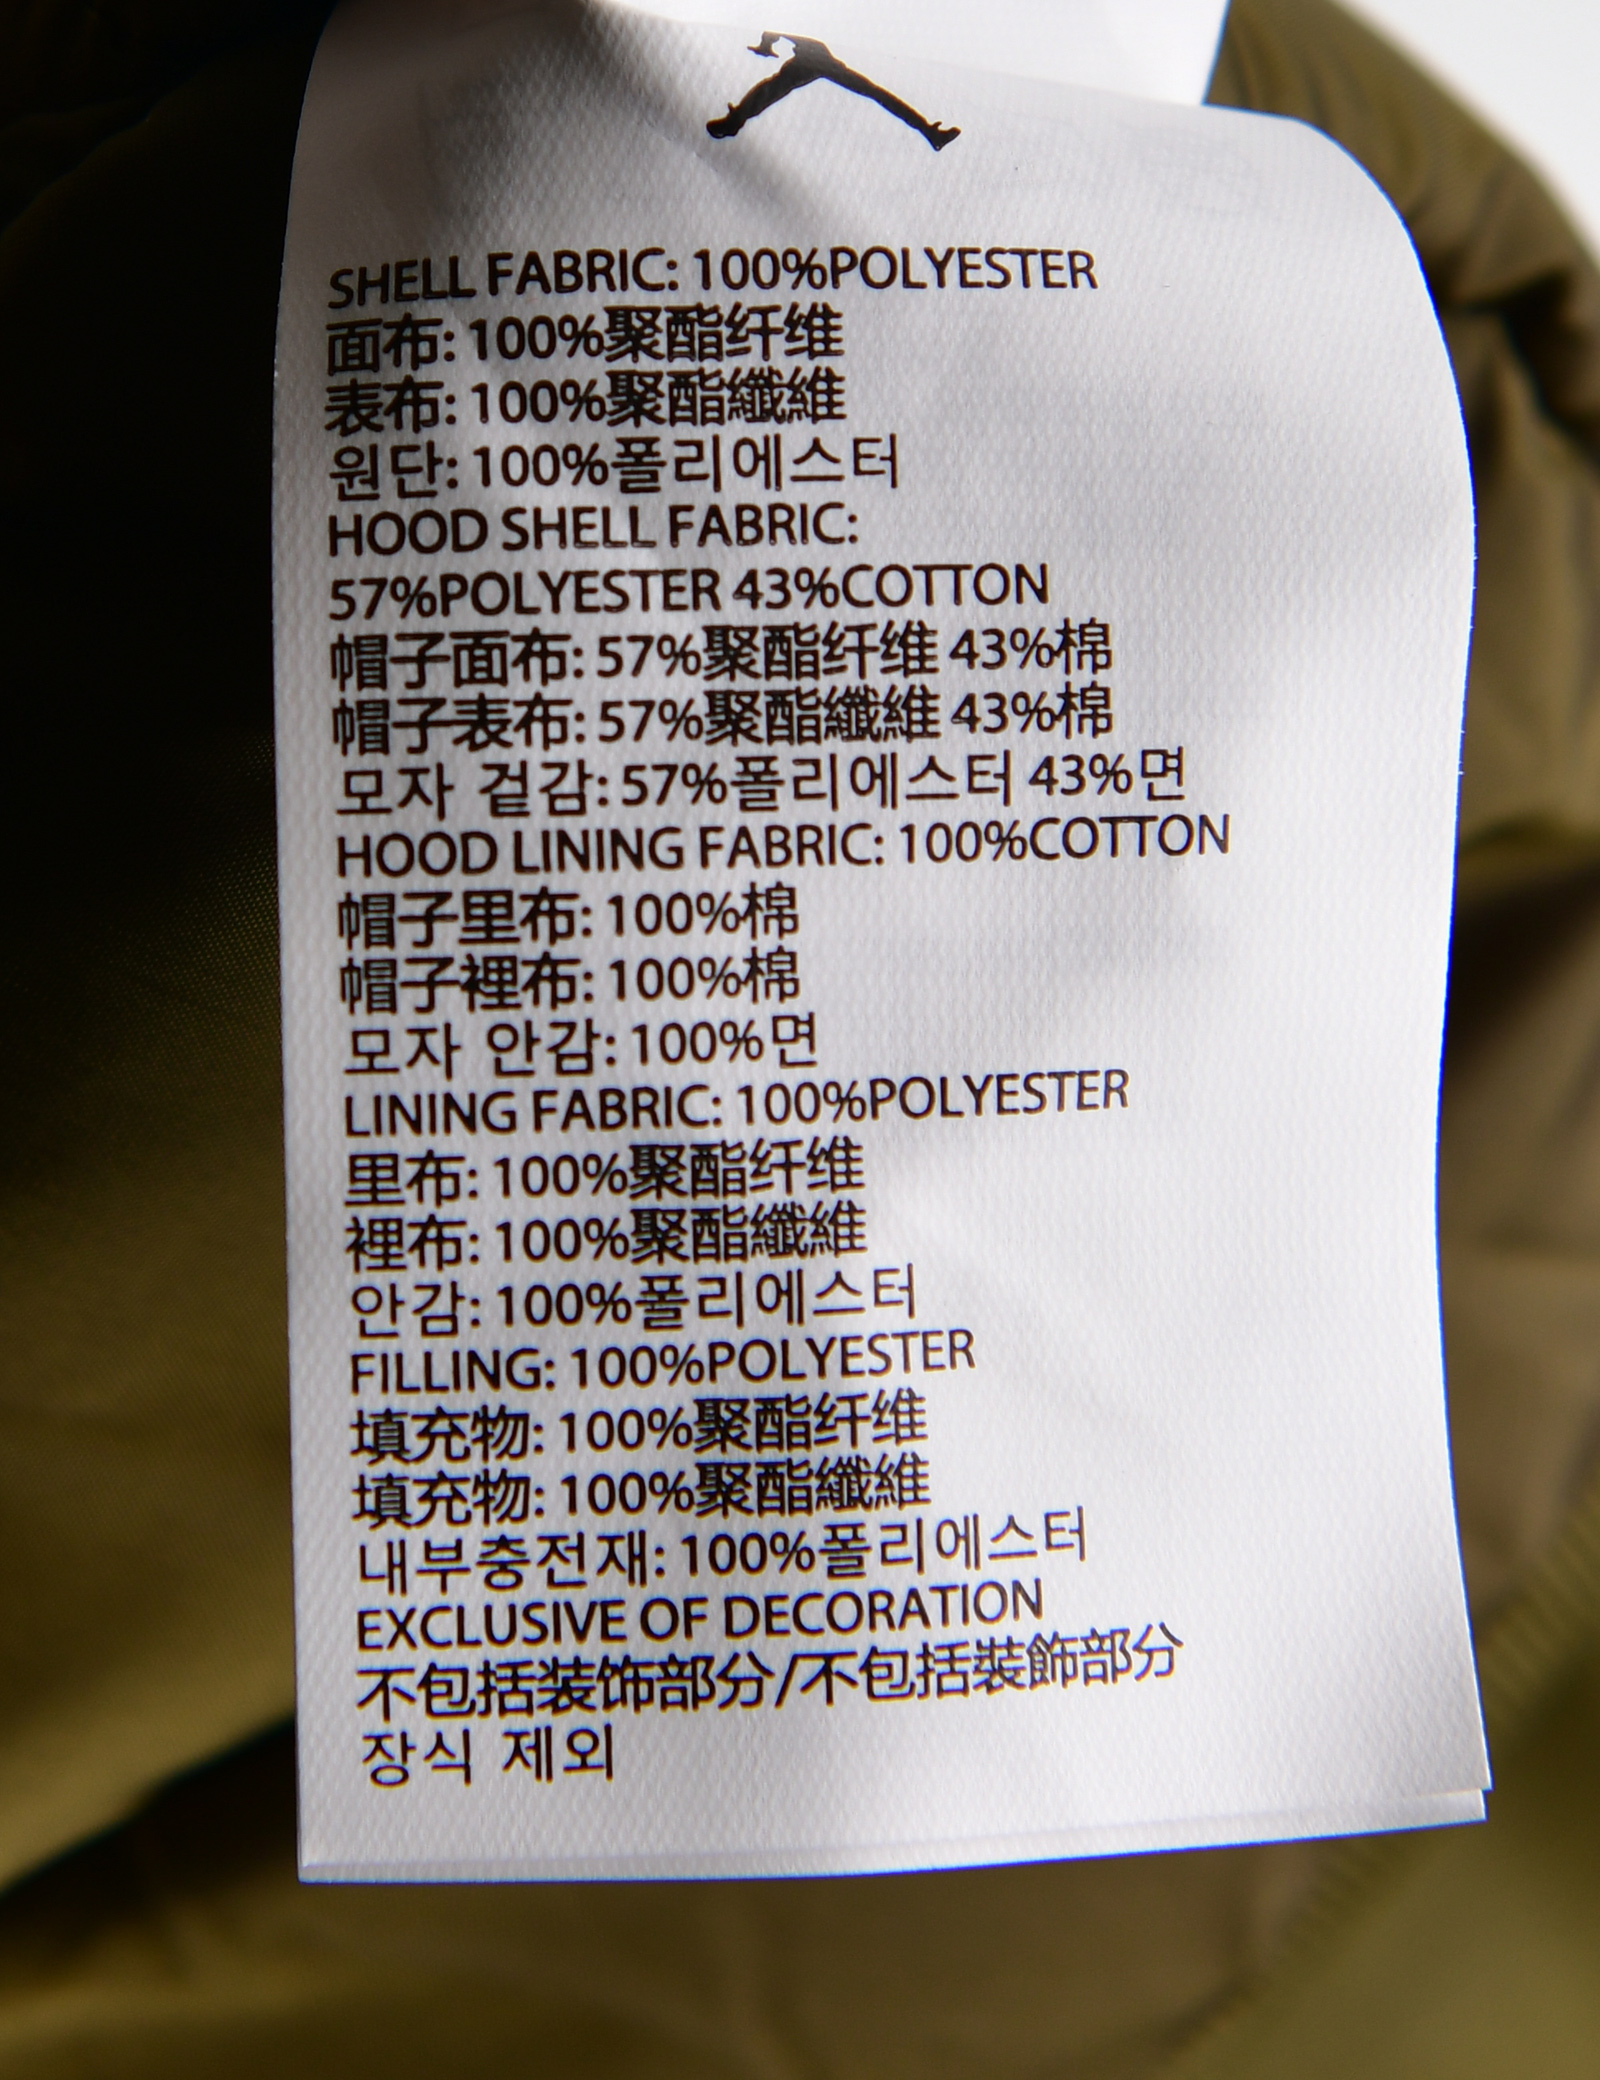 SHELL FABRIC: 100%POLYESTER
面布: 100%聚酯纤维
表布: 100%聚酯纖維
원단: 100%폴리에스터
HOOD SHELL FABRIC:
57%POLYESTER 43%COTTON
帽子面布: 57%聚酯纤维 43%棉
帽子表布: 57%聚酯纖維 43%棉
모자 겉감: 57%폴리에스터 43%면
HOOD LINING FABRIC: 100%COTTON
帽子里布: 100%棉
帽子裡布: 100%棉
모자 안감: 100%면
LINING FABRIC: 100%POLYESTER
里布: 100%聚酯纤维
裡布: 100%聚酯纖維
안감: 100%폴리에스터
FILLING: 100%POLYESTER
填充物: 100%聚酯纤维
填充物: 100%聚酯纖維
내부충전재: 100%폴리에스터
EXCLUSIVE OF DECORATION
不包括装饰部分/不包括裝飾部分
장식 제외